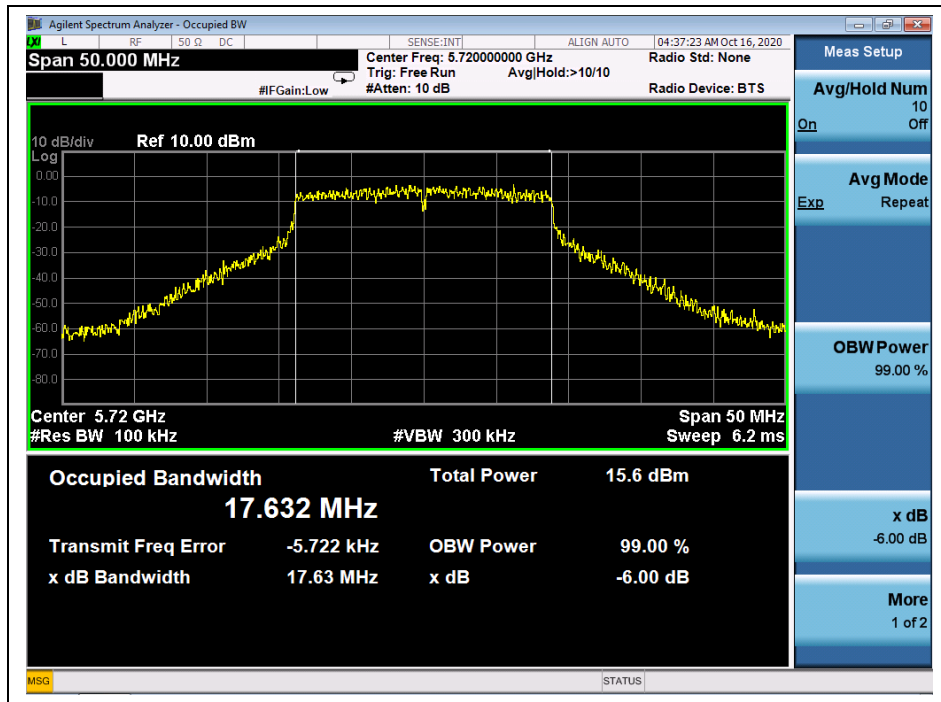 Agilent Spectrum Analyzer - Occupied BW
LXI L RF 50 Ω DC SENSE:INT ALIGN AUTO 04:37:23 AM Oct 16, 2020
Span 50.000 MHz
Center Freq: 5.720000000 GHz Radio Std: None
Trig: Free Run Avg|Hold:>10/10
#IFGain:Low #Atten: 10 dB Radio Device: BTS
10 dB/div Ref 10.00 dBm
Log
0.00
-10.0
-20.0
-30.0
-40.0
-50.0
-60.0
-70.0
-80.0
Center 5.72 GHz Span 50 MHz
#Res BW 100 kHz #VBW 300 kHz Sweep 6.2 ms
Occupied Bandwidth Total Power 15.6 dBm
17.632 MHz
Transmit Freq Error -5.722 kHz OBW Power 99.00 %
x dB Bandwidth 17.63 MHz x dB -6.00 dB
Meas Setup
Avg/Hold Num
10
On Off
Avg Mode
Exp Repeat
OBW Power
99.00 %
x dB
-6.00 dB
More
1 of 2
MSG STATUS